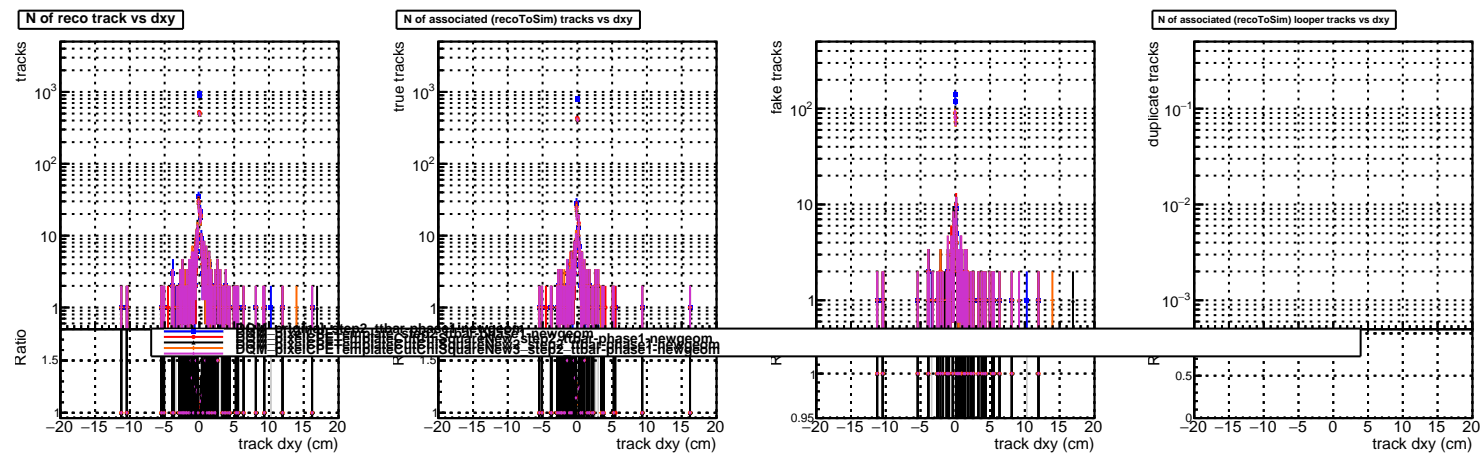 N of reco track vs dxy
N of associated (recoToSim) tracks vs dxy
N of associated (recoToSim) looper tracks vs dxy
tracks
10³
10²
10
1
Ratio
1.5
1
−20 −15 −10 −5 0 5 10 15 20
track dxy (cm)
true tracks
10³
10²
10
1
1.5
1
−20 −15 −10 −5 0 5 10 15 20
track dxy (cm)
fake tracks
10²
10
1
1
0.95
−20 −15 −10 −5 0 5 10 15 20
track dxy (cm)
duplicate tracks
10⁻¹
10⁻²
10⁻³
0.5
0
−20 −15 −10 −5 0 5 10 15 20
track dxy (cm)
DQM_pixelCPETemplateCutChiSquareNew3_step2_ttbar-phase1-newgeom